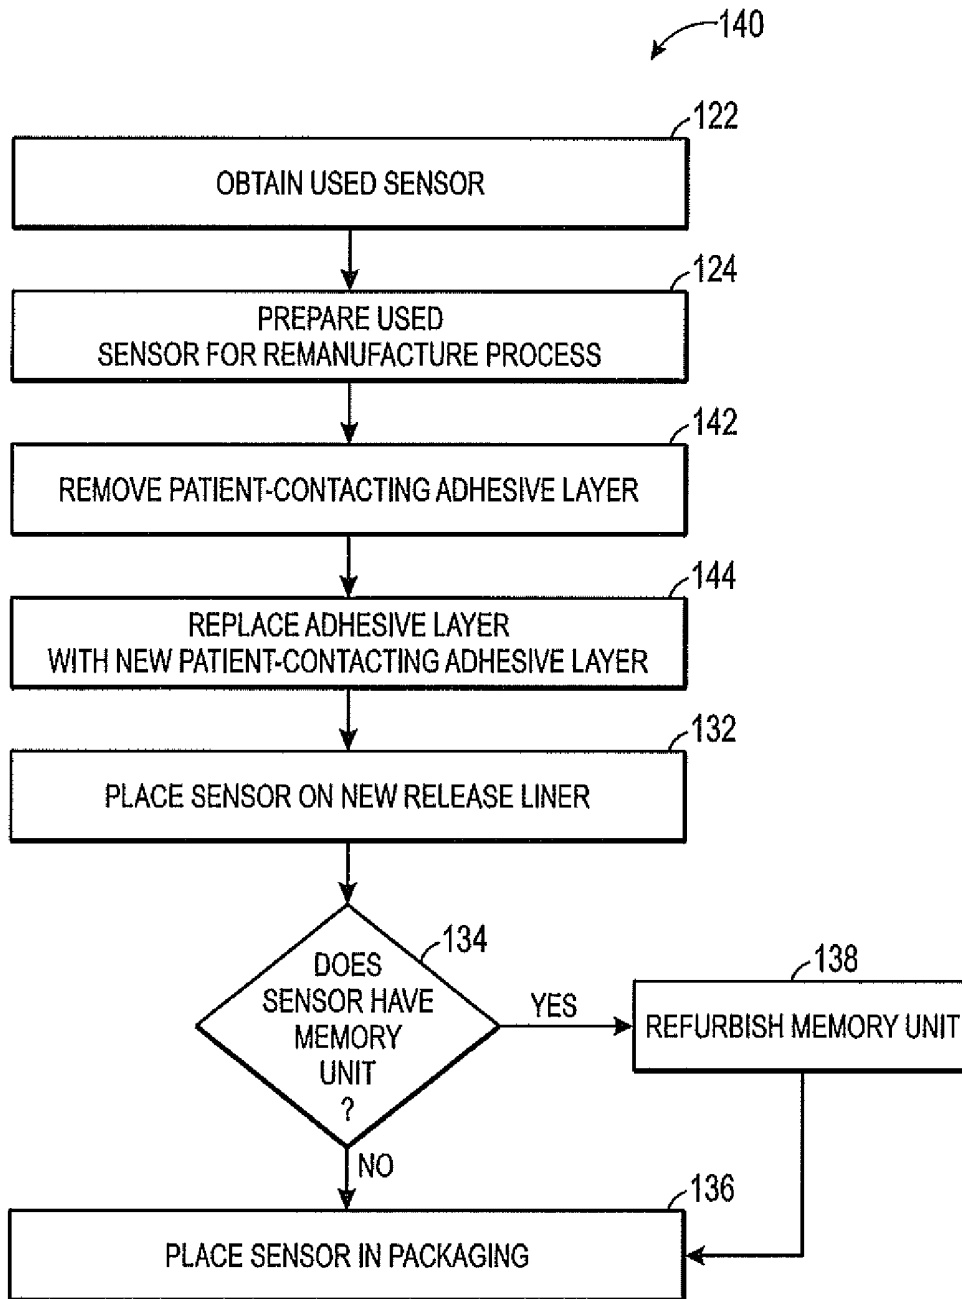 140
122
OBTAIN USED SENSOR
124
PREPARE USED
SENSOR FOR REMANUFACTURE PROCESS
142
REMOVE PATIENT-CONTACTING ADHESIVE LAYER
144
REPLACE ADHESIVE LAYER
WITH NEW PATIENT-CONTACTING ADHESIVE LAYER
132
PLACE SENSOR ON NEW RELEASE LINER
134
DOES
SENSOR HAVE
MEMORY
UNIT
?
YES
138
REFURBISH MEMORY UNIT
NO
136
PLACE SENSOR IN PACKAGING